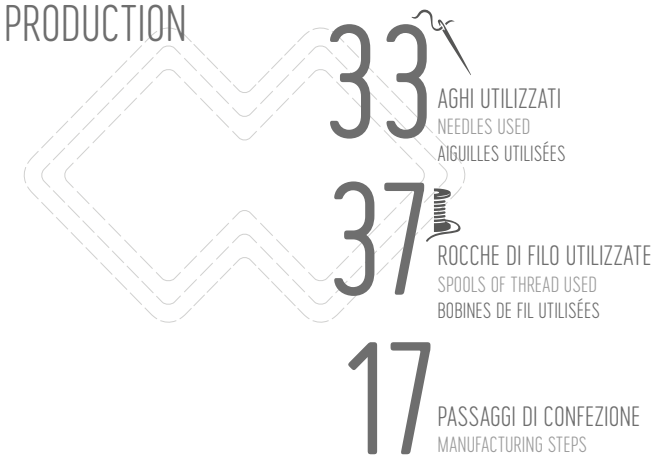 PRODUCTION
33
AGHI UTILIZZATI
NEEDLES USED
AIGUILLES UTILISÉES
37
ROCCHE DI FILO UTILIZZATE
SPOOLS OF THREAD USED
BOBINES DE FIL UTILISÉES
17
PASSAGGI DI CONFEZIONE
MANUFACTURING STEPS